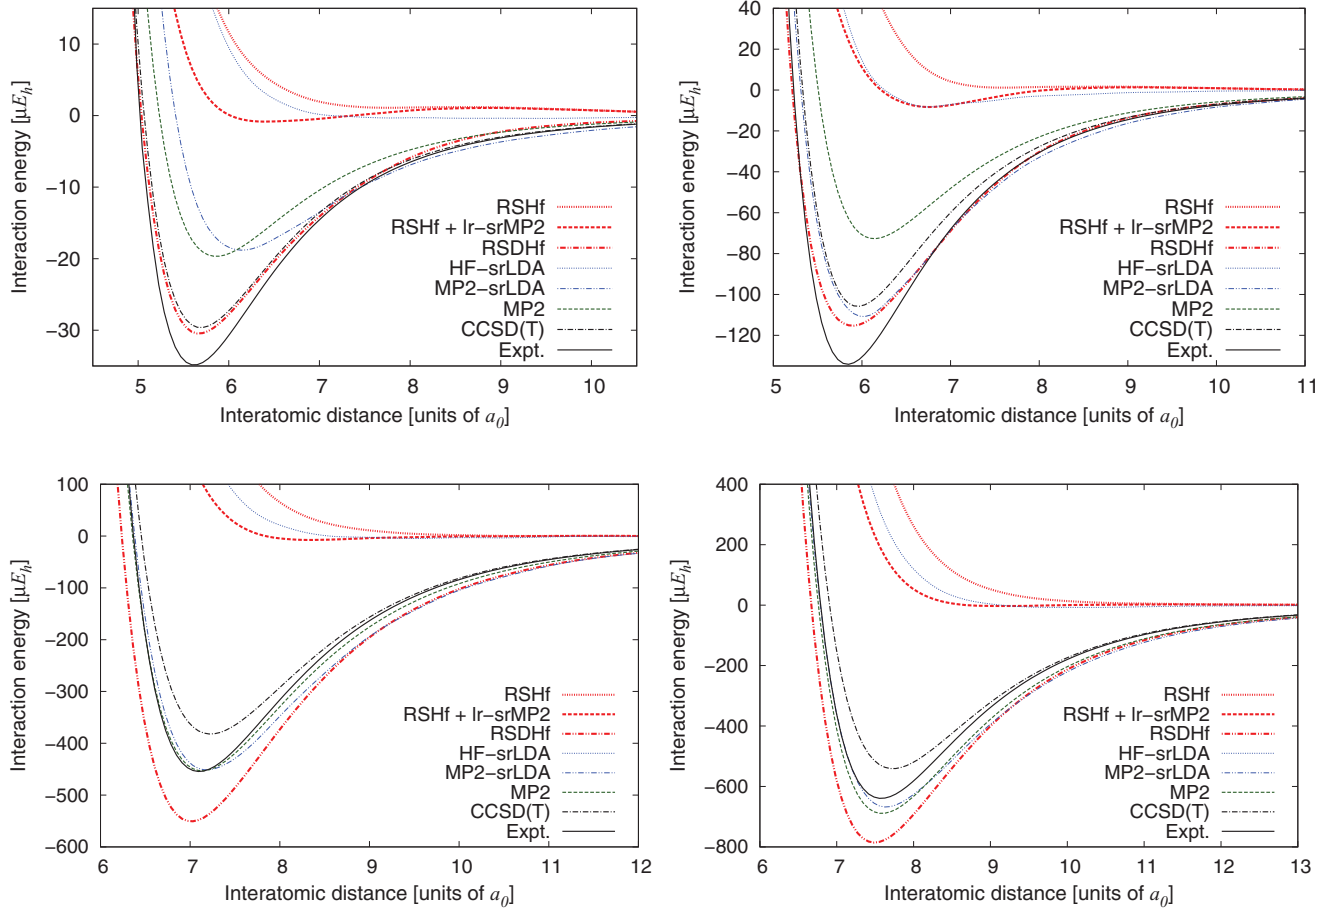 Interaction energy [μE_h]
15
10
5
0
−10
−20
−30
5
6
7
8
9
10
Interatomic distance [units of a_0]
RSHf
RSHf + lr−srMP2
RSDHf
HF−srLDA
MP2−srLDA
MP2
CCSD(T)
Expt.
Interaction energy [μE_h]
40
20
0
−20
−40
−60
−80
−100
−120
5
6
7
8
9
10
11
Interatomic distance [units of a_0]
RSHf
RSHf + lr−srMP2
RSDHf
HF−srLDA
MP2−srLDA
MP2
CCSD(T)
Expt.
Interaction energy [μE_h]
100
0
−100
−200
−300
−400
−500
−600
6
7
8
9
10
11
12
Interatomic distance [units of a_0]
RSHf
RSHf + lr−srMP2
RSDHf
HF−srLDA
MP2−srLDA
MP2
CCSD(T)
Expt.
Interaction energy [μE_h]
400
200
0
−200
−400
−600
−800
6
7
8
9
10
11
12
13
Interatomic distance [units of a_0]
RSHf
RSHf + lr−srMP2
RSDHf
HF−srLDA
MP2−srLDA
MP2
CCSD(T)
Expt.